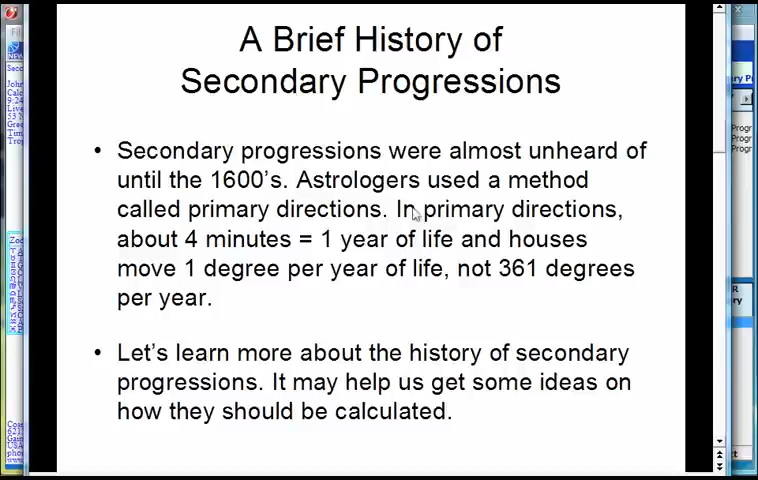 A Brief History of
Secondary Progressions
• Secondary progressions were almost unheard of
until the 1600's. Astrologers used a method
called primary directions. In primary directions,
about 4 minutes = 1 year of life and houses
move 1 degree per year of life, not 361 degrees
per year.
• Let's learn more about the history of secondary
progressions. It may help us get some ideas on
how they should be calculated.